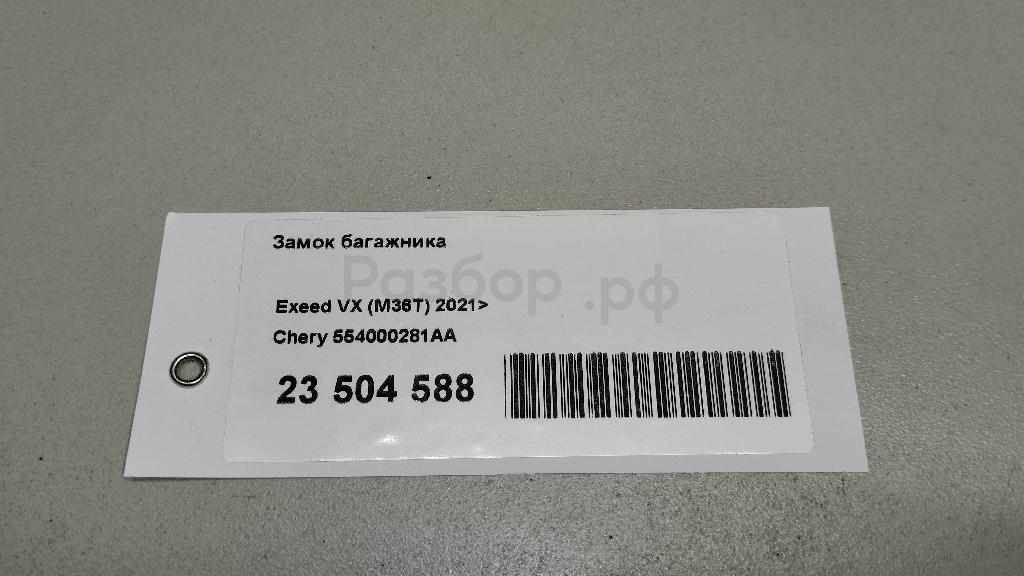 Замок багажника
Разбор.рф
Exeed VX (M36T) 2021>
Chery 554000281AA
23 504 588